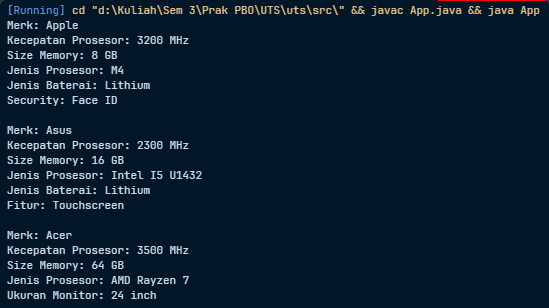 [Running] cd "d:\Kuliah\Sem 3\Prak PBO\UTS\uts\src\" && javac App.java && java App
Merk: Apple
Kecepatan Prosesor: 3200 MHz
Size Memory: 8 GB
Jenis Prosesor: M4
Jenis Baterai: Lithium
Security: Face ID

Merk: Asus
Kecepatan Prosesor: 2300 MHz
Size Memory: 16 GB
Jenis Prosesor: Intel I5 U1432
Jenis Baterai: Lithium
Fitur: Touchscreen

Merk: Acer
Kecepatan Prosesor: 3500 MHz
Size Memory: 64 GB
Jenis Prosesor: AMD Rayzen 7
Ukuran Monitor: 24 inch